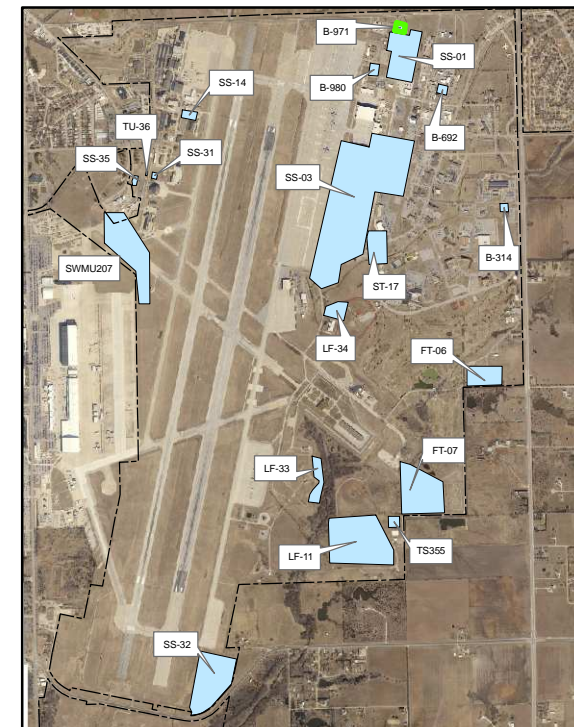 B-971
SS-01
B-980
SS-14
B-692
TU-36
SS-31
SS-35
SS-03
B-314
SWMU207
ST-17
LF-34
FT-06
FT-07
LF-33
TS355
LF-11
SS-32